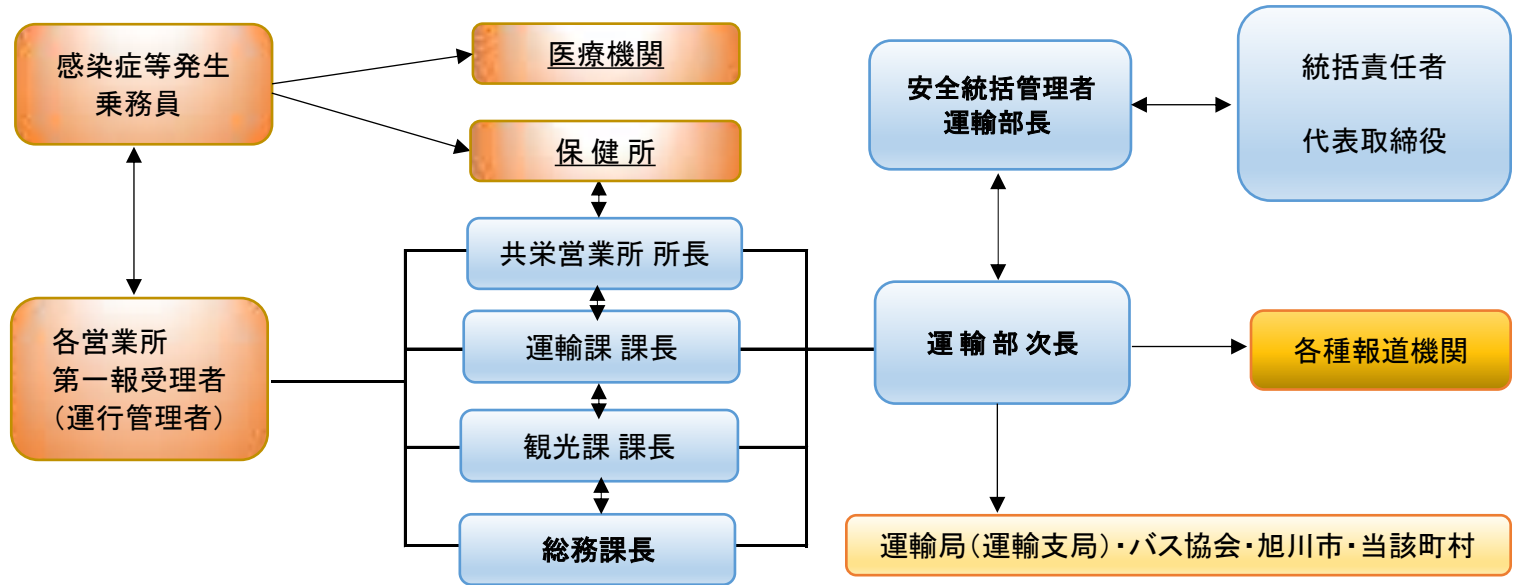 感染症等発生
乗務員
医療機関
保 健 所
安全統括管理者
運輸部長
統括責任者
代表取締役
各営業所
第一報受理者
（運行管理者）
共栄営業所 所長
運輸課 課長
観光課 課長
総務課長
運 輸 部 次長
各種報道機関
運輸局（運輸支局）・バス協会・旭川市・当該町村